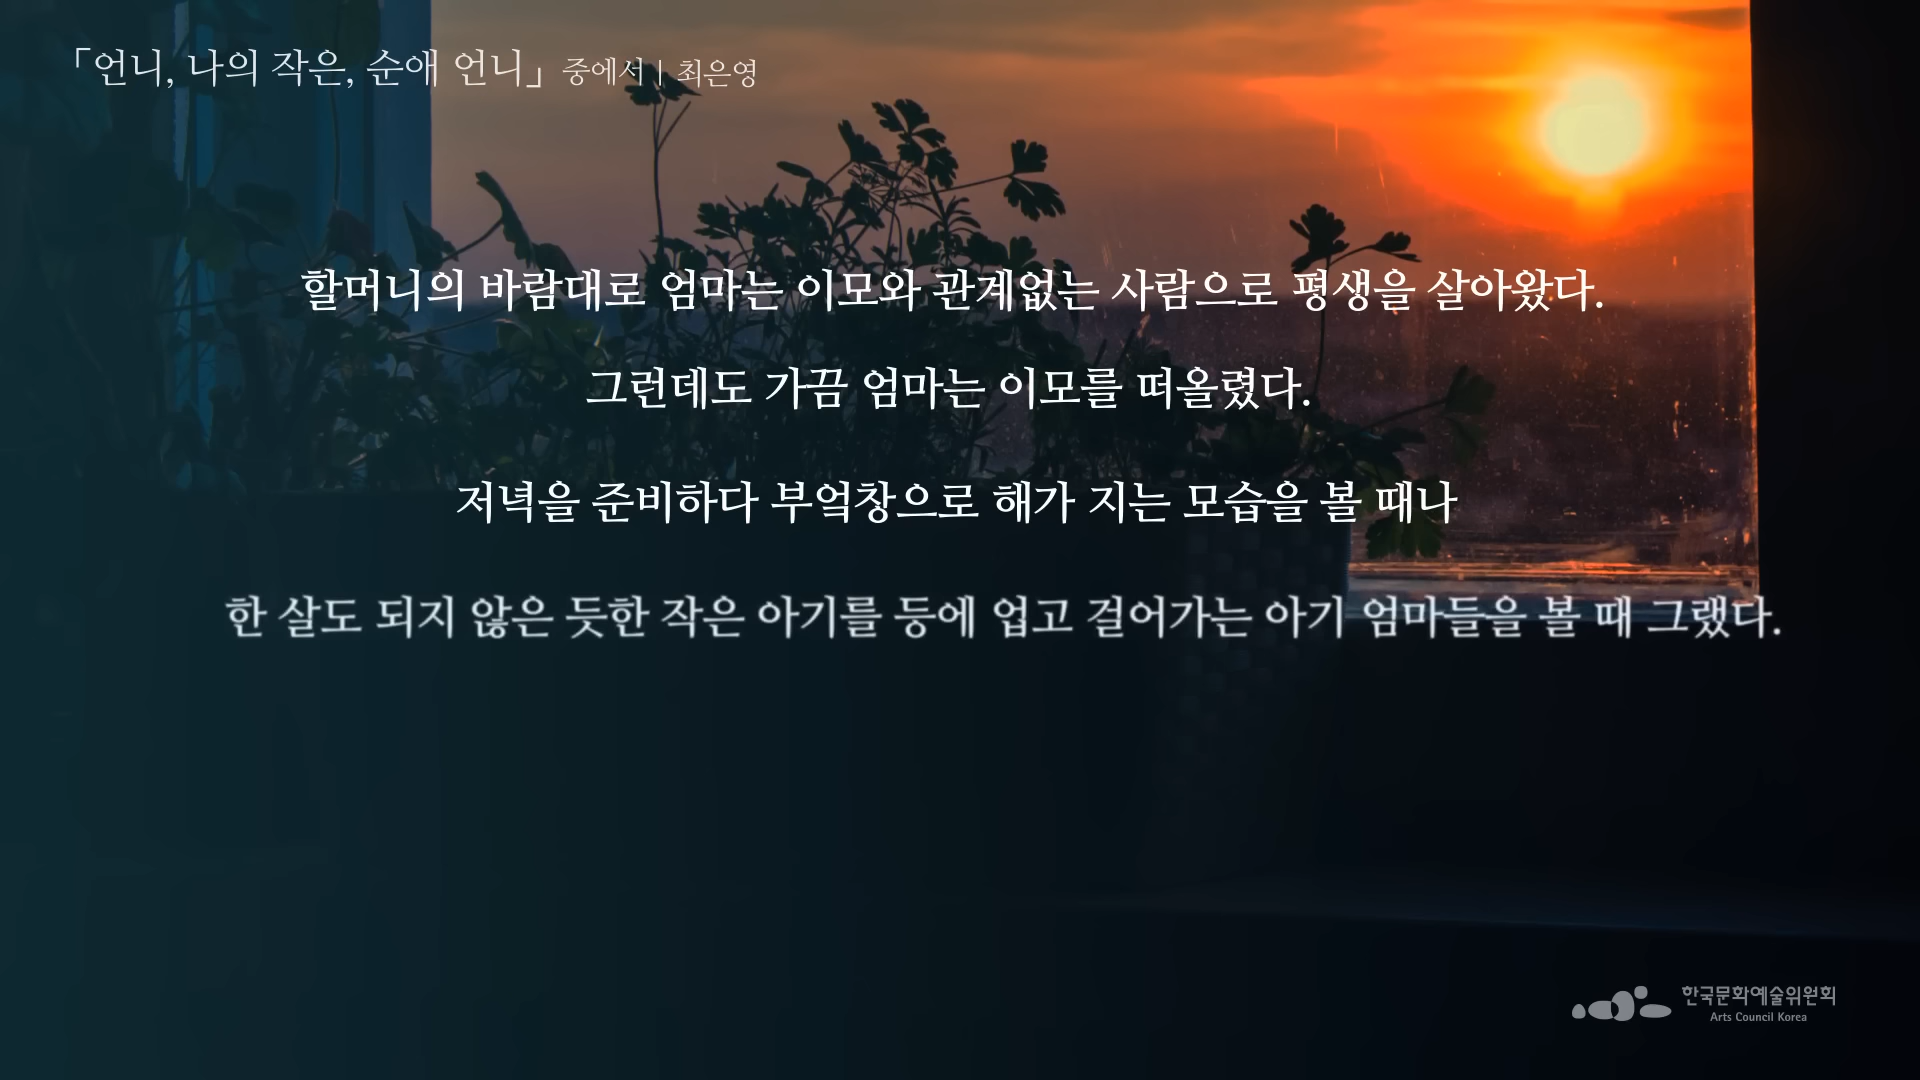 「언니, 나의 작은, 순애 언니」 중에서 | 최은영
할머니의 바람대로 엄마는 이모와 관계없는 사람으로 평생을 살아왔다.
그런데도 가끔 엄마는 이모를 떠올렸다.
저녁을 준비하다 부엌창으로 해가 지는 모습을 볼 때나
한 살도 되지 않은 듯한 작은 아기를 등에 업고 걸어가는 아기 엄마들을 볼 때 그랬다.
한국문화예술위원회
Arts Council Korea